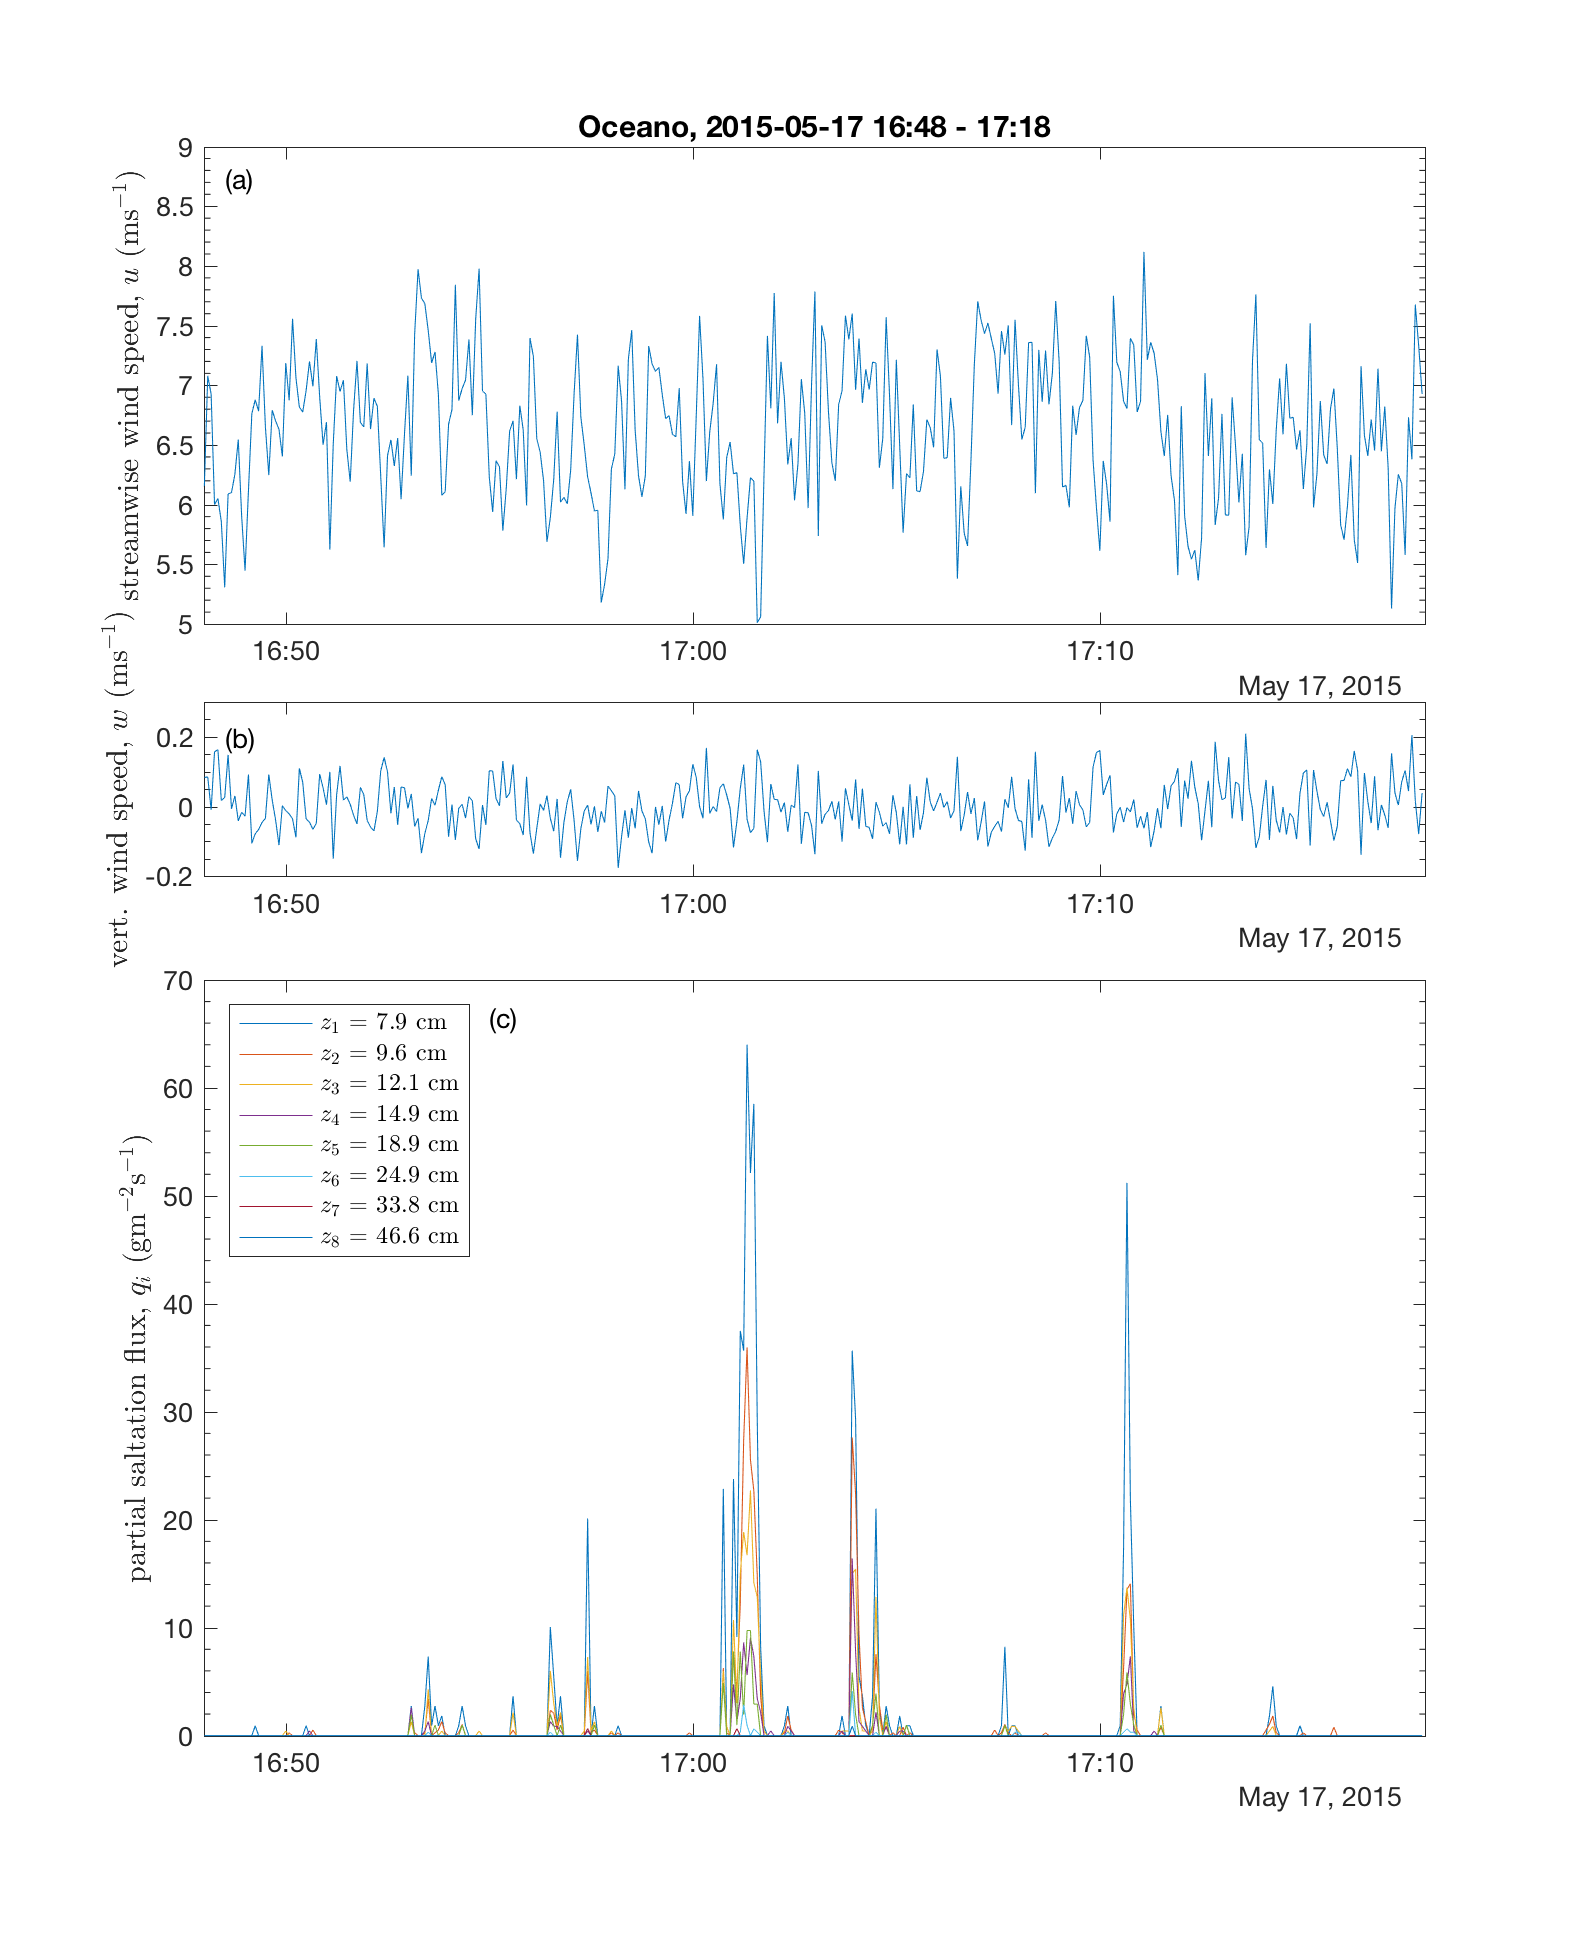 Oceano, 2015-05-17 16:48 - 17:18
(a)
streamwise wind speed, u (ms⁻¹)
9
8.5
8
7.5
7
6.5
6
5.5
5
16:50 17:00 17:10
May 17, 2015
(b)
vert. wind speed, w (ms⁻¹)
0.2
0
-0.2
16:50 17:00 17:10
May 17, 2015
(c)
partial saltation flux, qᵢ (gm⁻²s⁻¹)
70
60
50
40
30
20
10
0
z₁ = 7.9 cm
z₂ = 9.6 cm
z₃ = 12.1 cm
z₄ = 14.9 cm
z₅ = 18.9 cm
z₆ = 24.9 cm
z₇ = 33.8 cm
z₈ = 46.6 cm
16:50 17:00 17:10
May 17, 2015